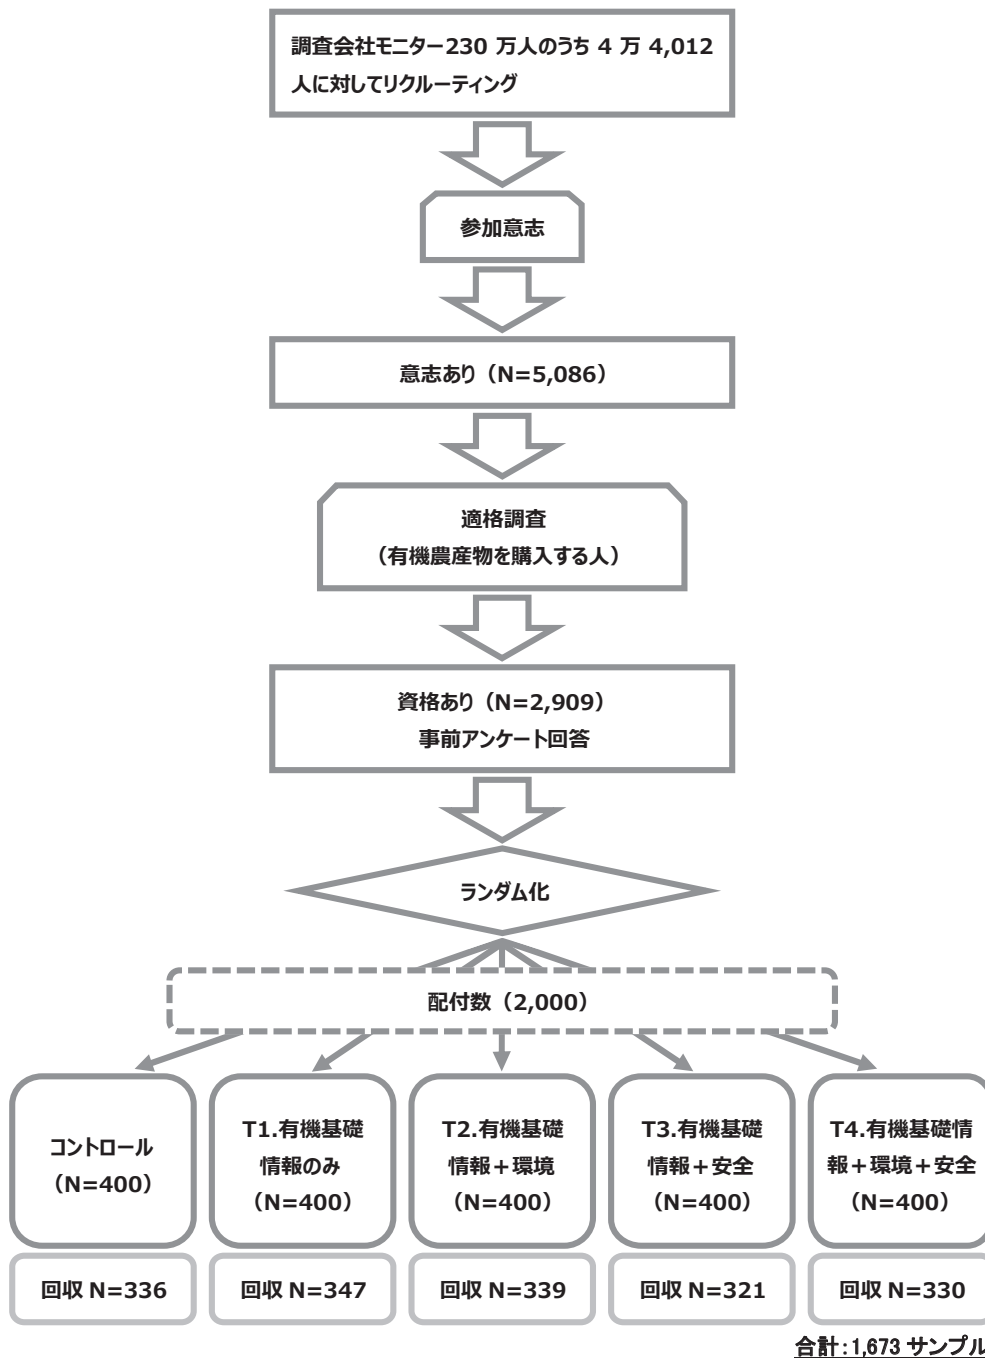 調査会社モニター230 万人のうち 4 万 4,012
人に対してリクルーティング
参加意志
意志あり（N=5,086）
適格調査
（有機農産物を購入する人）
資格あり（N=2,909）
事前アンケート回答
ランダム化
配付数（2,000）
コントロール
（N=400）
T1.有機基礎
情報のみ
（N=400）
T2.有機基礎
情報＋環境
（N=400）
T3.有機基礎
情報＋安全
（N=400）
T4.有機基礎情
報＋環境＋安全
（N=400）
回収 N=336
回収 N=347
回収 N=339
回収 N=321
回収 N=330
合計：1,673 サンプル